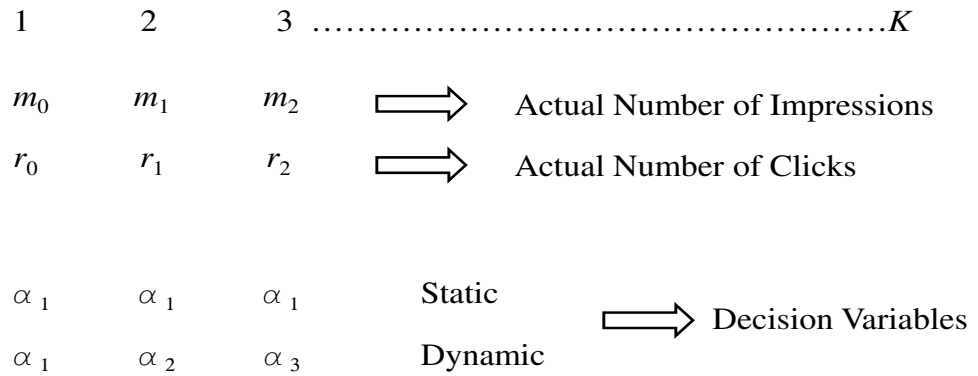 1 2 3 ………………………………………………K
m₀ m₁ m₂ Actual Number of Impressions
r₀ r₁ r₂ Actual Number of Clicks
α₁ α₁ α₁ Static
Decision Variables
α₁ α₂ α₃ Dynamic